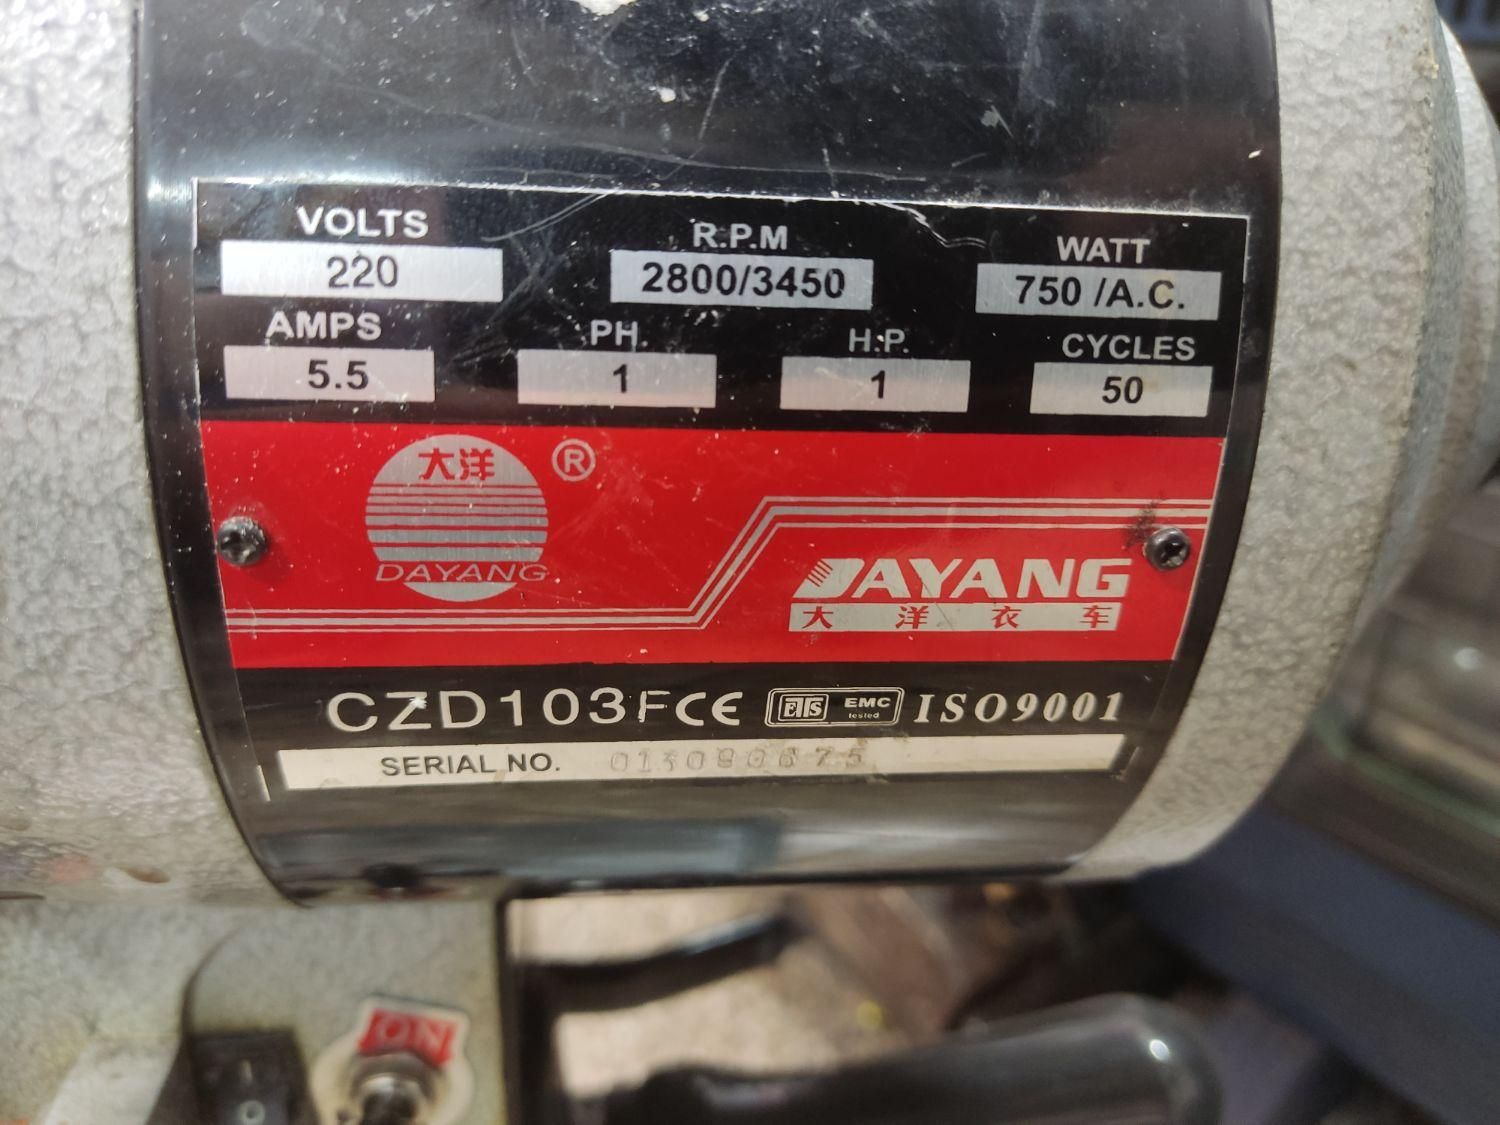 VOLTS R.P.M WATT
220 2800/3450 750 /A.C.
AMPS PH. H.P. CYCLES
5.5 1 1 50
大洋 ®
DAYANG
DAYANG
大洋衣车
CZD103F CE ETS EMC tested ISO9001
SERIAL NO.
ON